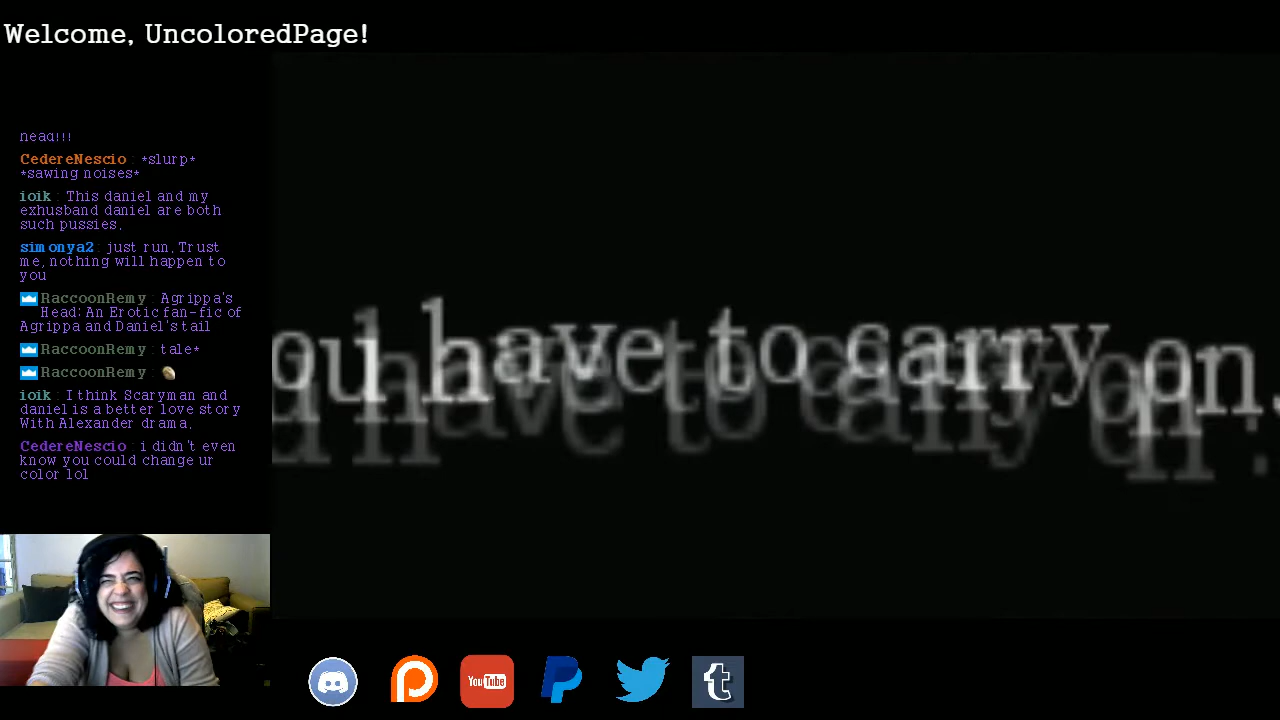 Welcome, UncoloredPage!
head!!!
CedereNescio : *slurp*
*sawing noises*
ioik : This daniel and my
exhusband daniel are both
such pussies.
simonya2 : just run.Trust
me,nothing will happen to
you
RaccoonRemy : Agrippa's
Head: An Erotic fan-fic of
Agrippa and Daniel's tail
RaccoonRemy : tale*
RaccoonRemy :
ioik : I think Scaryman and
daniel is a better love story
With Alexander drama.
CedereNescio : i didn't even
know you could change ur
color lol
ou have to carry on.
YouTube